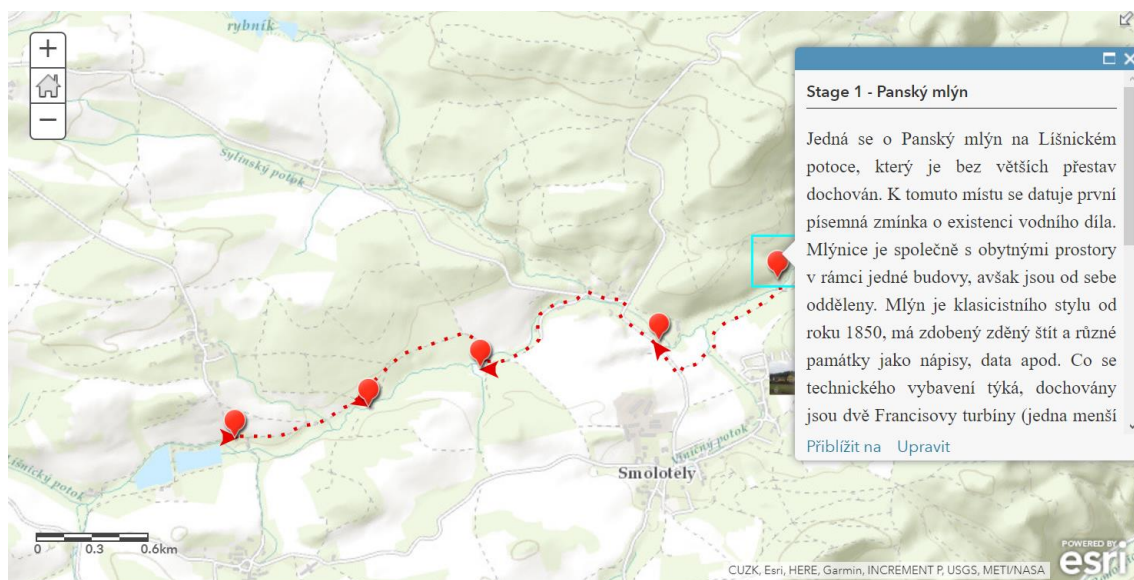 rybník
+
−
Sylinský potok
Smolotely
Viničný potok
Líšnický potok
0 0.3 0.6km
Stage 1 - Panský mlýn
Jedná se o Panský mlýn na Líšnickém
potoce, který je bez větších přestav
dochován. K tomuto místu se datuje první
písemná zmínka o existenci vodního díla.
Mlýnice je společně s obytnými prostory
v rámci jedné budovy, avšak jsou od sebe
odděleny. Mlýn je klasicistního stylu od
roku 1850, má zdobený zděný štít a různé
památky jako nápisy, data apod. Co se
technického vybavení týká, dochovány
jsou dvě Francisovy turbíny (jedna menší
Přiblížit na Upravit
CUZK, Esri, HERE, Garmin, INCREMENT P, USGS, METI/NASA
POWERED BY
esri